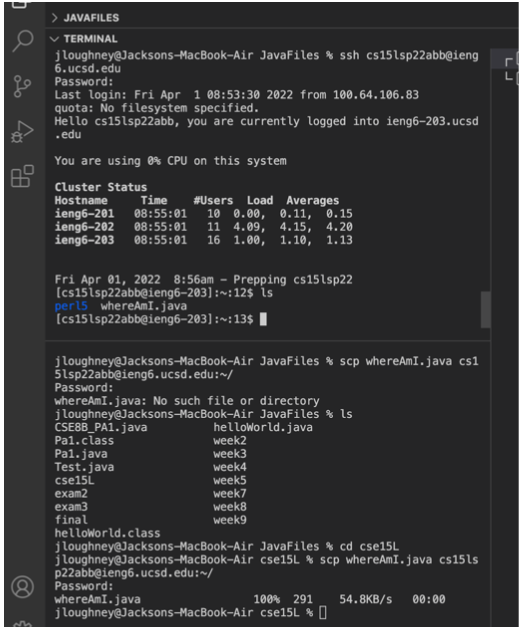 JAVAFILES
TERMINAL
jloughney@Jacksons-MacBook-Air JavaFiles % ssh cs15lsp22abb@ieng
6.ucsd.edu
Password:
Last login: Fri Apr  1 08:53:30 2022 from 100.64.106.83
quota: No filesystem specified.
Hello cs15lsp22abb, you are currently logged into ieng6-203.ucsd
.edu
You are using 0% CPU on this system
Cluster Status
Hostname     Time    #Users  Load  Averages
ieng6-201   08:55:01   10  0.00,  0.11,  0.15
ieng6-202   08:55:01   11  4.09,  4.15,  4.20
ieng6-203   08:55:01   16  1.00,  1.10,  1.13
Fri Apr 01, 2022  8:56am - Prepping cs15lsp22
[cs15lsp22abb@ieng6-203]:~:12$ ls
perl5  whereAmI.java
[cs15lsp22abb@ieng6-203]:~:13$
jloughney@Jacksons-MacBook-Air JavaFiles % scp whereAmI.java cs1
5lsp22abb@ieng6.ucsd.edu:~/
Password:
whereAmI.java: No such file or directory
jloughney@Jacksons-MacBook-Air JavaFiles % ls
CSE8B_PA1.java          helloWorld.java
Pa1.class               week2
Pa1.java                week3
Test.java               week4
cse15L                  week5
exam2                   week7
exam3                   week8
final                   week9
helloWorld.class
jloughney@Jacksons-MacBook-Air JavaFiles % cd cse15L
jloughney@Jacksons-MacBook-Air cse15L % scp whereAmI.java cs15ls
p22abb@ieng6.ucsd.edu:~/
Password:
whereAmI.java                 100%  291    54.8KB/s   00:00
jloughney@Jacksons-MacBook-Air cse15L %